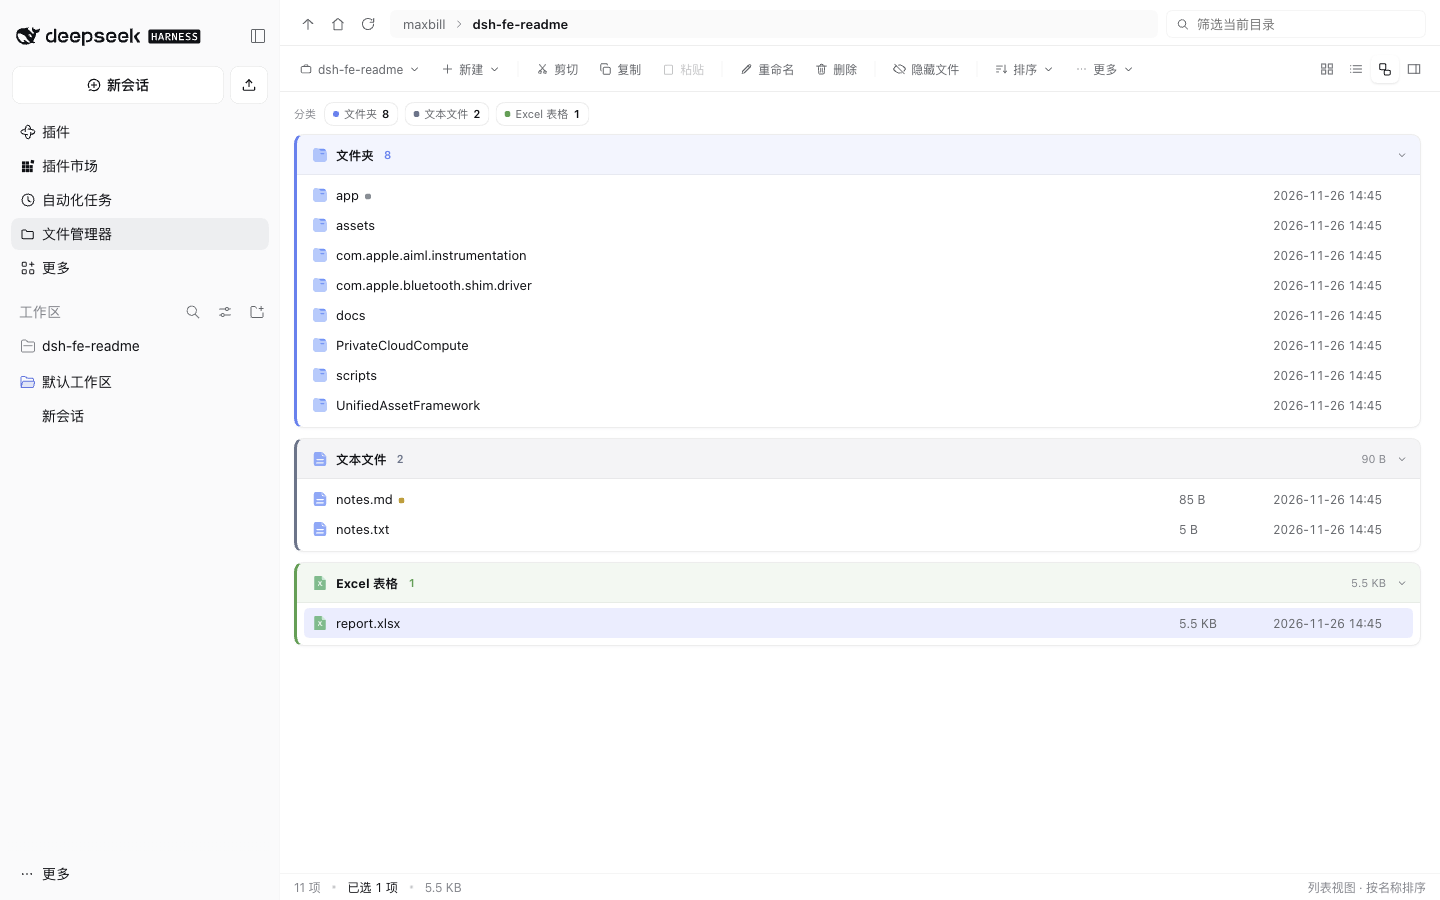 deepseek HARNESS
新会话
插件
插件市场
自动化任务
文件管理器
更多
工作区
dsh-fe-readme
默认工作区
新会话
更多
maxbill > dsh-fe-readme
筛选当前目录
dsh-fe-readme 新建 剪切 复制 粘贴 重命名 删除 隐藏文件 排序 更多
分类 文件夹 8 文本文件 2 Excel 表格 1
文件夹 8
app 2026-11-26 14:45
assets 2026-11-26 14:45
com.apple.aiml.instrumentation 2026-11-26 14:45
com.apple.bluetooth.shim.driver 2026-11-26 14:45
docs 2026-11-26 14:45
PrivateCloudCompute 2026-11-26 14:45
scripts 2026-11-26 14:45
UnifiedAssetFramework 2026-11-26 14:45
文本文件 2 90 B
notes.md 85 B 2026-11-26 14:45
notes.txt 5 B 2026-11-26 14:45
Excel 表格 1 5.5 KB
report.xlsx 5.5 KB 2026-11-26 14:45
11 项 • 已选 1 项 • 5.5 KB
列表视图 · 按名称排序